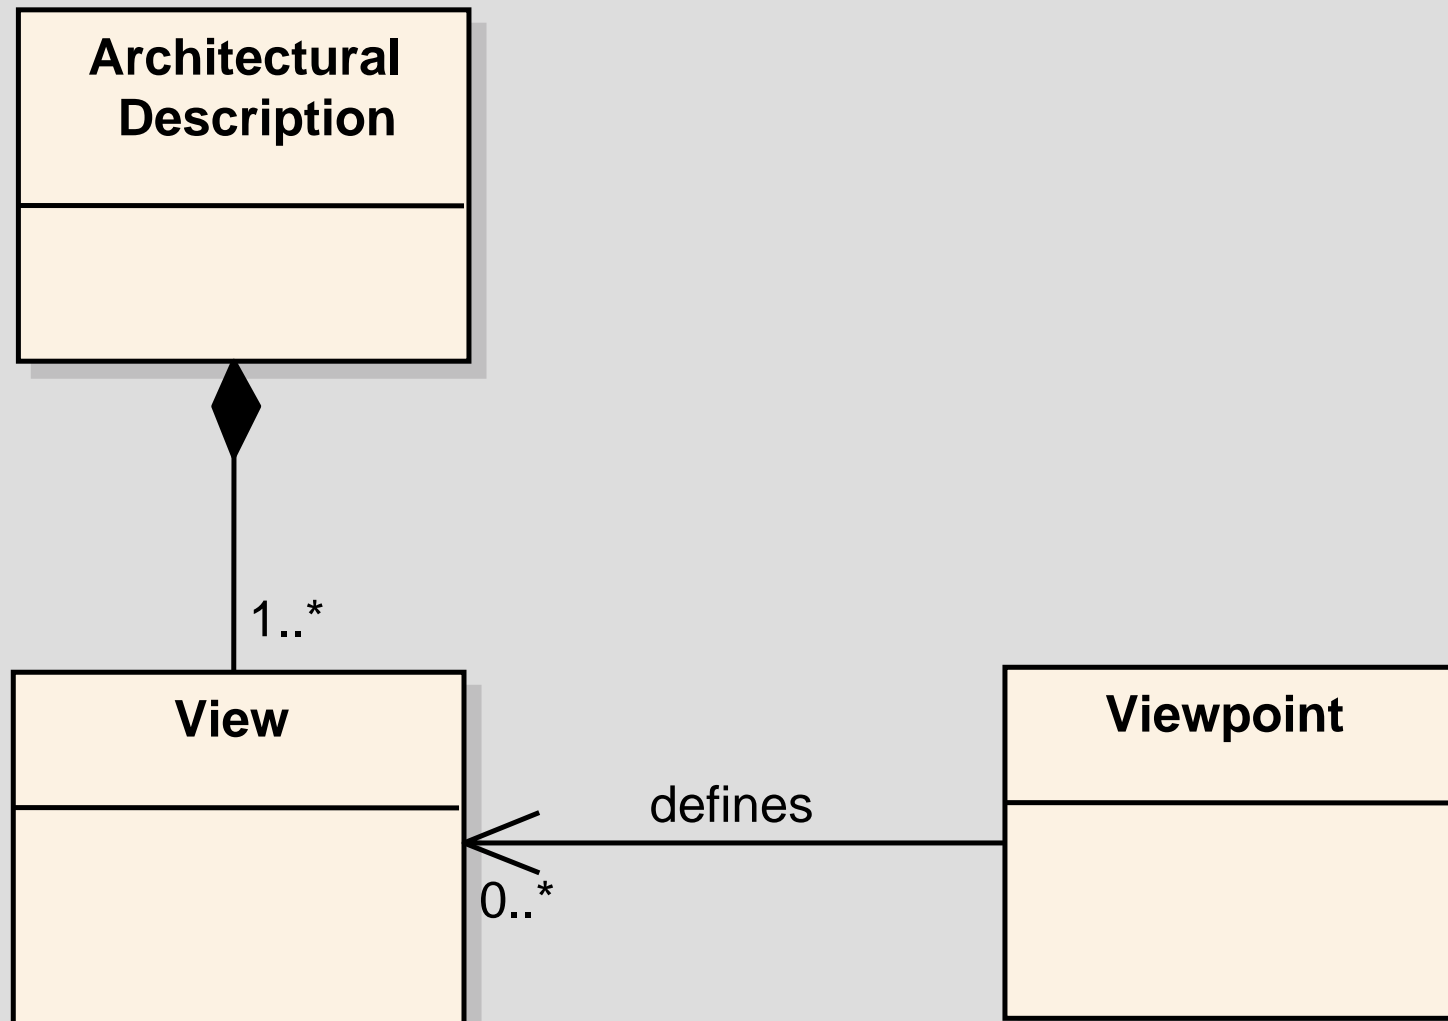 Architectural
Description
1..*
View
Viewpoint
defines
0..*